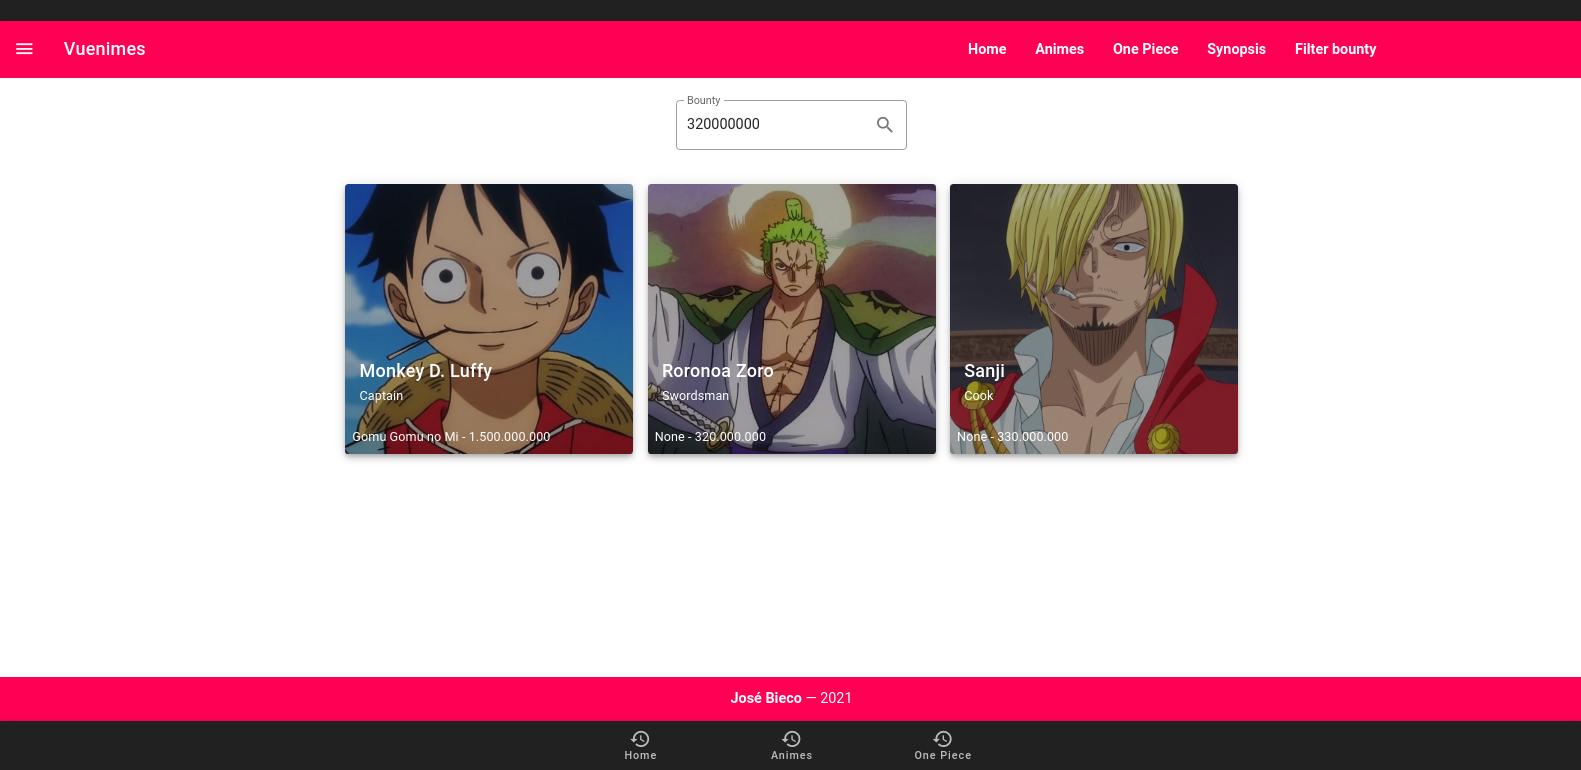 Vuenimes
Home Animes One Piece Synopsis Filter bounty
Bounty
320000000
Monkey D. Luffy
Captain
Gomu Gomu no Mi - 1.500.000.000
Roronoa Zoro
Swordsman
None - 320.000.000
Sanji
Cook
None - 330.000.000
José Bieco — 2021
Home Animes One Piece